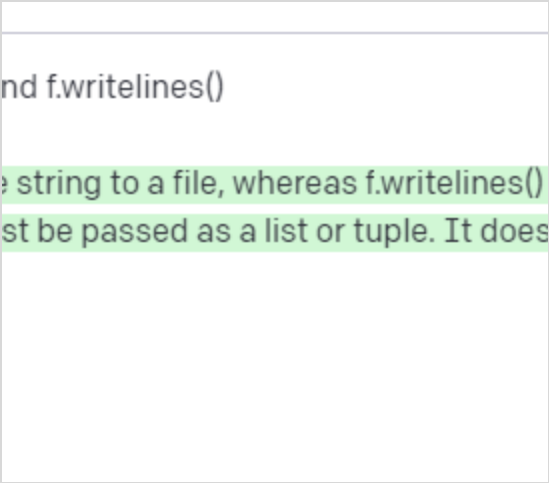 nd f.writelines()
e string to a file, whereas f.writelines()
st be passed as a list or tuple. It does